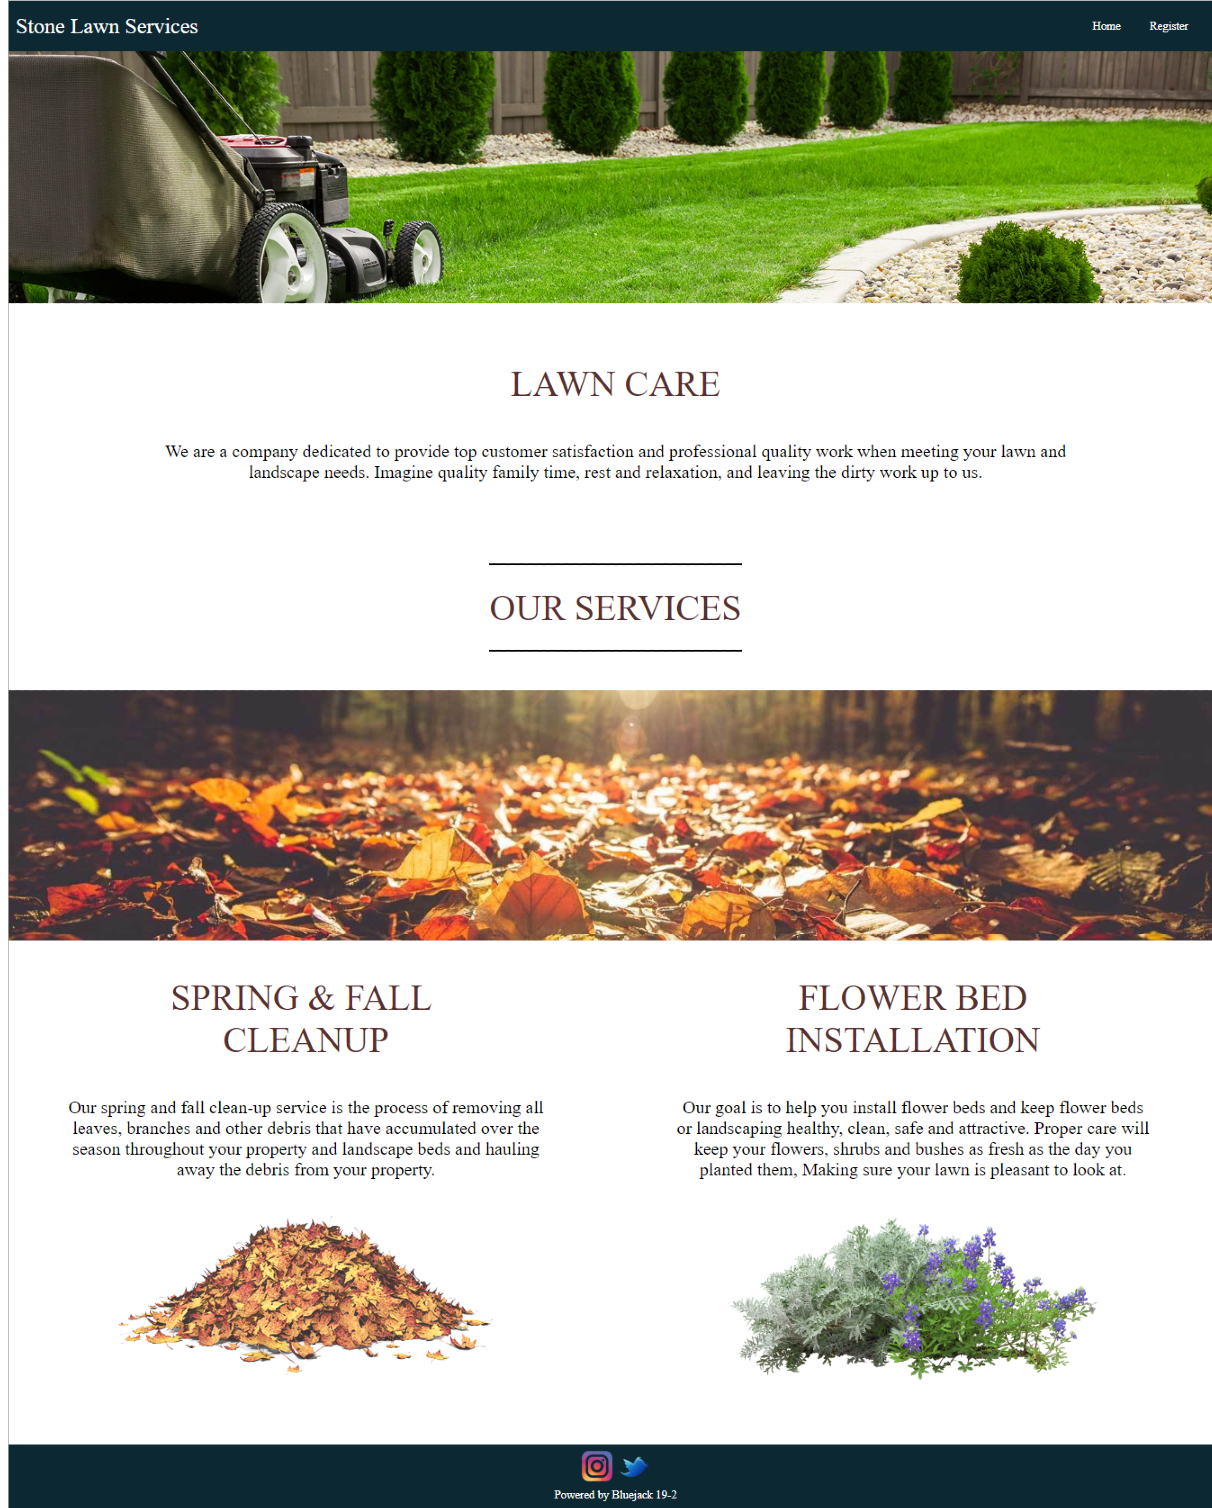 Stone Lawn Services
Home
Register
LAWN CARE
We are a company dedicated to provide top customer satisfaction and professional quality work when meeting your lawn and
landscape needs. Imagine quality family time, rest and relaxation, and leaving the dirty work up to us.
OUR SERVICES
SPRING & FALL
CLEANUP
Our spring and fall clean-up service is the process of removing all
leaves, branches and other debris that have accumulated over the
season throughout your property and landscape beds and hauling
away the debris from your property.
FLOWER BED
INSTALLATION
Our goal is to help you install flower beds and keep flower beds
or landscaping healthy, clean, safe and attractive. Proper care will
keep your flowers, shrubs and bushes as fresh as the day you
planted them, Making sure your lawn is pleasant to look at.
Powered by Bluejack 19-2